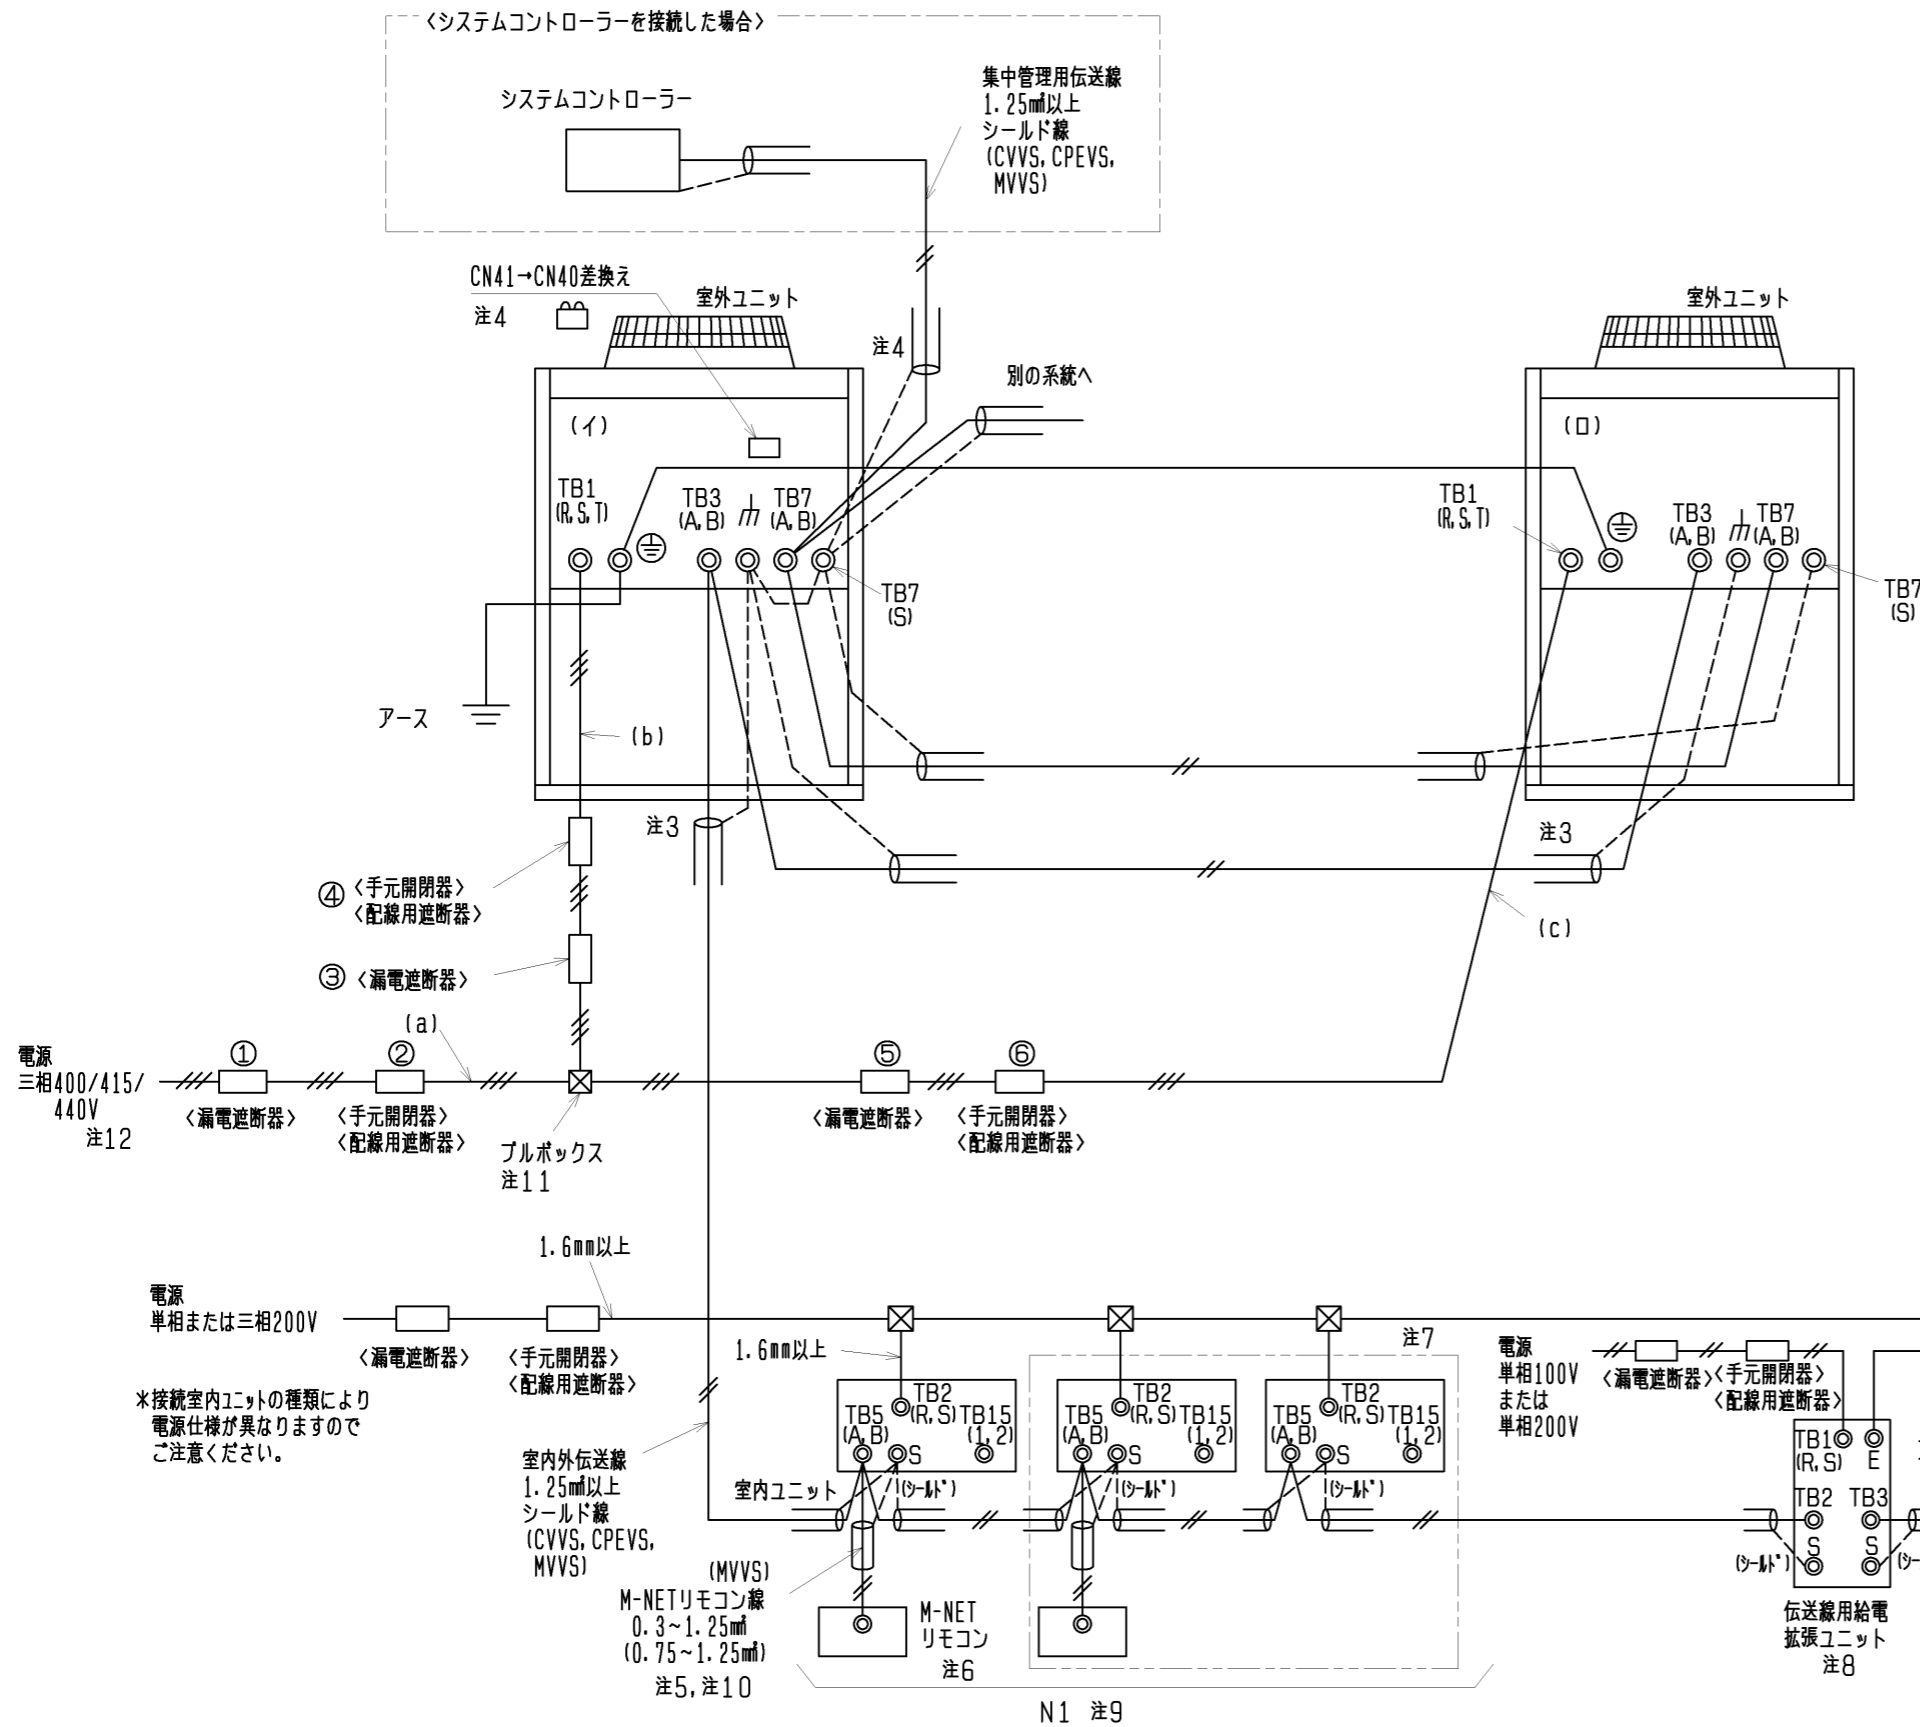 〈システムコントローラーを接続した場合〉
システムコントローラー
集中管理用伝送線
1.25㎟以上
シールド線
(CVVS,CPEVS,
MVVS)
CN41→CN40差換え
注4
室外ユニット
注4
別の系統へ
室外ユニット
(イ)
(ロ)
TB1
(R,S,T)
TB3
(A,B)
TB7
(A,B)
TB7
(S)
TB1
(R,S,T)
TB3
(A,B)
TB7
(A,B)
TB7
(S)
アース
(b)
注3
注3
④〈手元開閉器〉
〈配線用遮断器〉
③〈漏電遮断器〉
(c)
(a)
電源
三相400/415/
440V
注12
①
〈漏電遮断器〉
②
〈手元開閉器〉
〈配線用遮断器〉
プルボックス
注11
⑤
〈漏電遮断器〉
⑥
〈手元開閉器〉
〈配線用遮断器〉
1.6mm以上
電源
単相または三相200V
〈漏電遮断器〉
〈手元開閉器〉
〈配線用遮断器〉
1.6mm以上
注7
*接続室内ユニットの種類により
電源仕様が異なりますので
ご注意ください。
TB5
(A,B)
TB2
(R,S)
TB15
(1,2)
S
TB5
(A,B)
TB2
(R,S)
TB15
(1,2)
S
TB5
(A,B)
TB2
(R,S)
TB15
(1,2)
S
室内ユニット
(シールド)
(シールド)
(シールド)
室内外伝送線
1.25㎟以上
シールド線
(CVVS,CPEVS,
MVVS)
(MVVS)
M-NETリモコン線
0.3~1.25㎟
(0.75~1.25㎟)
注5,注10
M-NET
リモコン
注6
N1 注9
電源
単相100V
または
単相200V
〈漏電遮断器〉
〈手元開閉器〉
〈配線用遮断器〉
TB1
(R,S)
E
TB2
TB3
S
S
(シールド)
(シー
伝送線用給電
拡張ユニット
注8